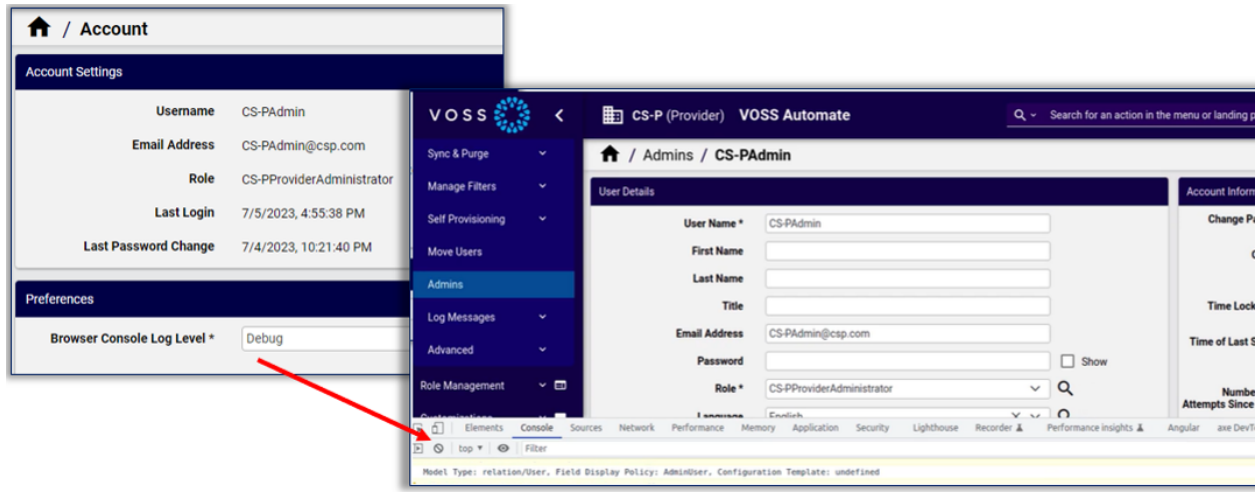 / Account
Account Settings
Username CS-PAdmin
Email Address CS-PAdmin@csp.com
Role CS-PProviderAdministrator
Last Login 7/5/2023, 4:55:38 PM
Last Password Change 7/4/2023, 10:21:40 PM
Preferences
Browser Console Log Level * Debug
VOSS CS-P (Provider) VOSS Automate Search for an action in the menu or landing p
Sync & Purge
Manage Filters
Self Provisioning
Move Users
Admins
Log Messages
Advanced
Role Management
/ Admins / CS-PAdmin
User Details
User Name * CS-PAdmin
First Name
Last Name
Title
Email Address CS-PAdmin@csp.com
Password Show
Role * CS-PProviderAdministrator
Language English
Account Inform
Change Pa
Time Lock
Time of Last S
Numbe
Attempts Since
Elements Console Sources Network Performance Memory Application Security Lighthouse Recorder Performance insights Angular axe DevT
top Filter
Model Type: relation/User, Field Display Policy: AdminUser, Configuration Template: undefined